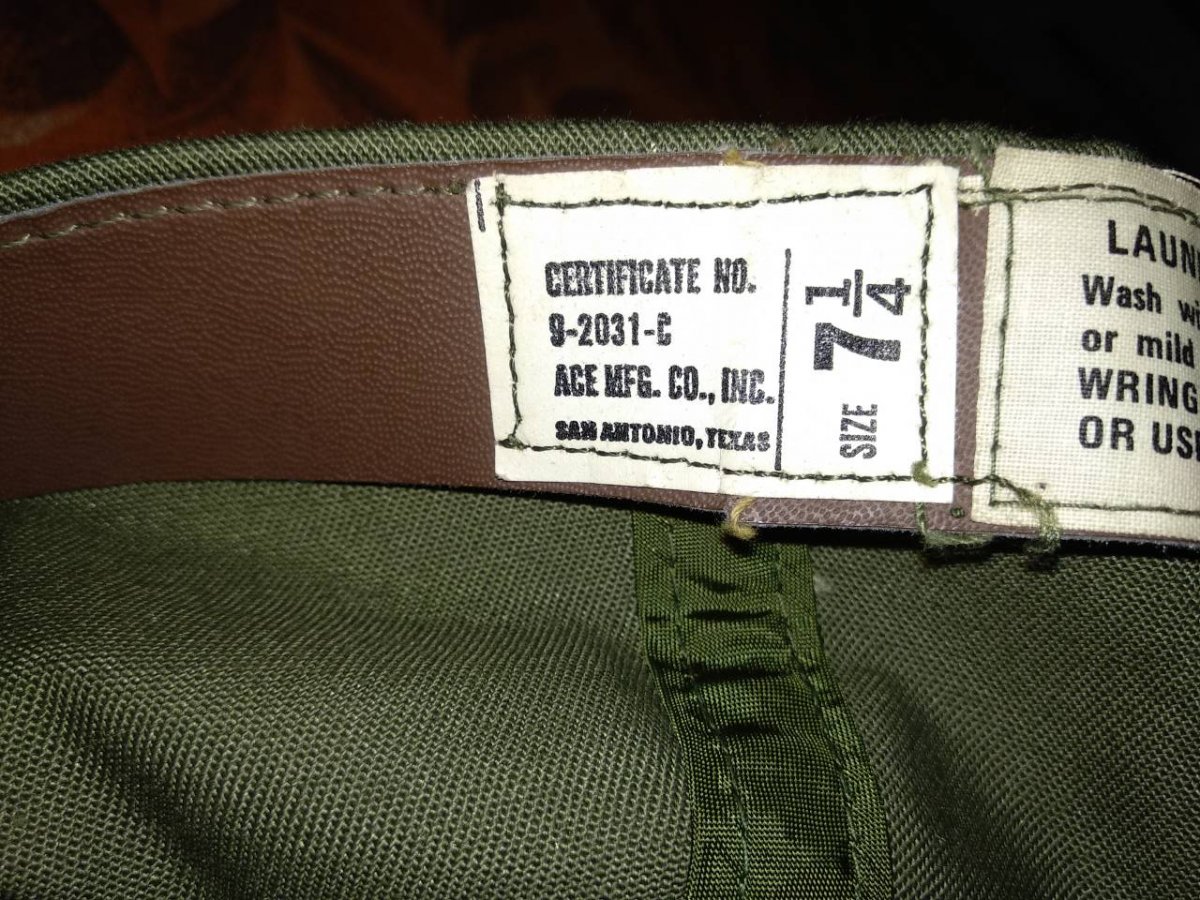 CERTIFICATE NO.
9-2031-C
ACE MFG. CO., INC.
SAN ANTONIO, TEXAS
SIZE 7 1/4
LAUN
Wash wi
or mild
WRING
OR USE